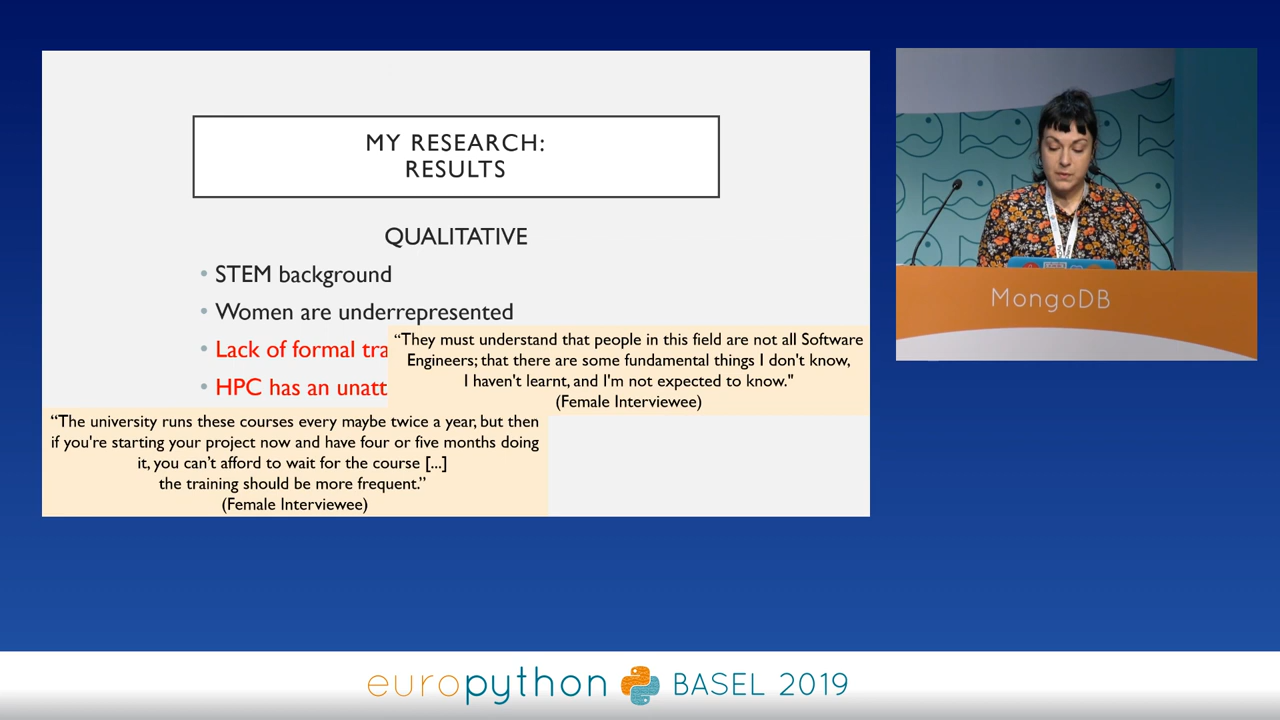 MY RESEARCH:
RESULTS
QUALITATIVE
• STEM background
• Women are underrepresented
• Lack of formal
• HPC has an
“They must understand that people in this field are not all Software
Engineers; that there are some fundamental things I don't know,
I haven't learnt, and I'm not expected to know."
(Female Interviewee)
“The university runs these courses every maybe twice a year, but then
if you're starting your project now and have four or five months doing
it, you can’t afford to wait for the course [...]
the training should be more frequent.”
(Female Interviewee)
MongoDB
europython BASEL 2019